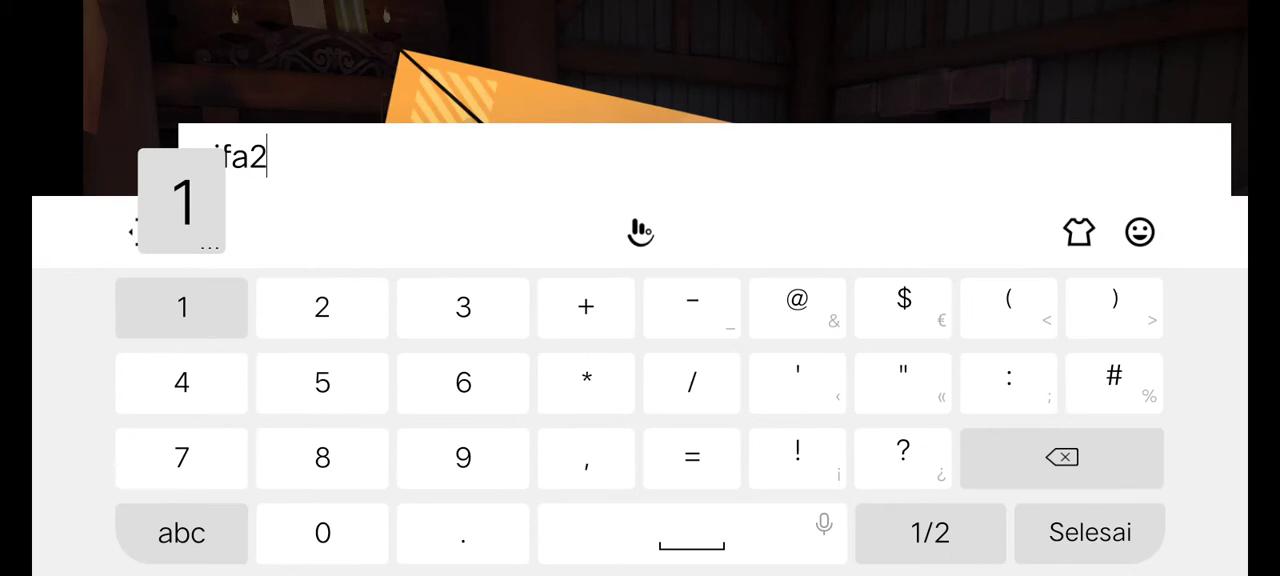 ifa2
1
...
1 2 3 + - _ @ & $ € ( < ) >
4 5 6 * / ' ‹ " « : ; # %
7 8 9 , = ! ¡ ? ¿
abc 0 . 1/2 Selesai